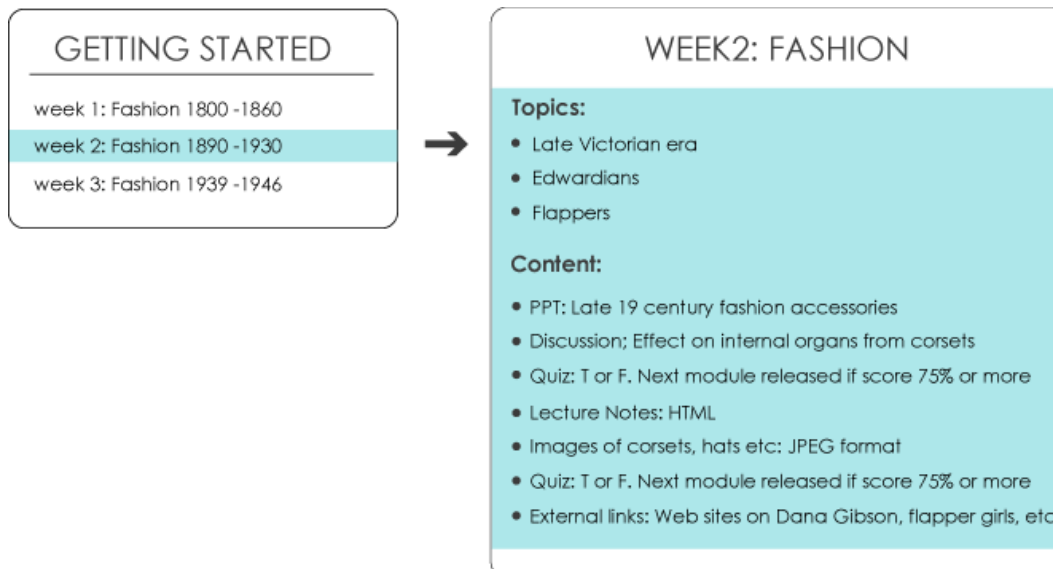 GETTING STARTED
week 1: Fashion 1800 -1860
week 2: Fashion 1890 -1930
week 3: Fashion 1939 -1946
WEEK2: FASHION
Topics:
• Late Victorian era
• Edwardians
• Flappers
Content:
• PPT: Late 19 century fashion accessories
• Discussion; Effect on internal organs from corsets
• Quiz: T or F. Next module released if score 75% or more
• Lecture Notes: HTML
• Images of corsets, hats etc: JPEG format
• Quiz: T or F. Next module released if score 75% or more
• External links: Web sites on Dana Gibson, flapper girls, etc